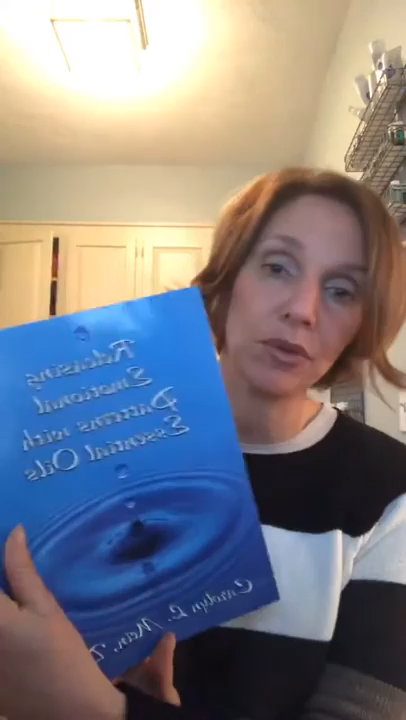 Releasing
Emotional
Patterns with
Essential Oils
Carolyn L. Mein, D.